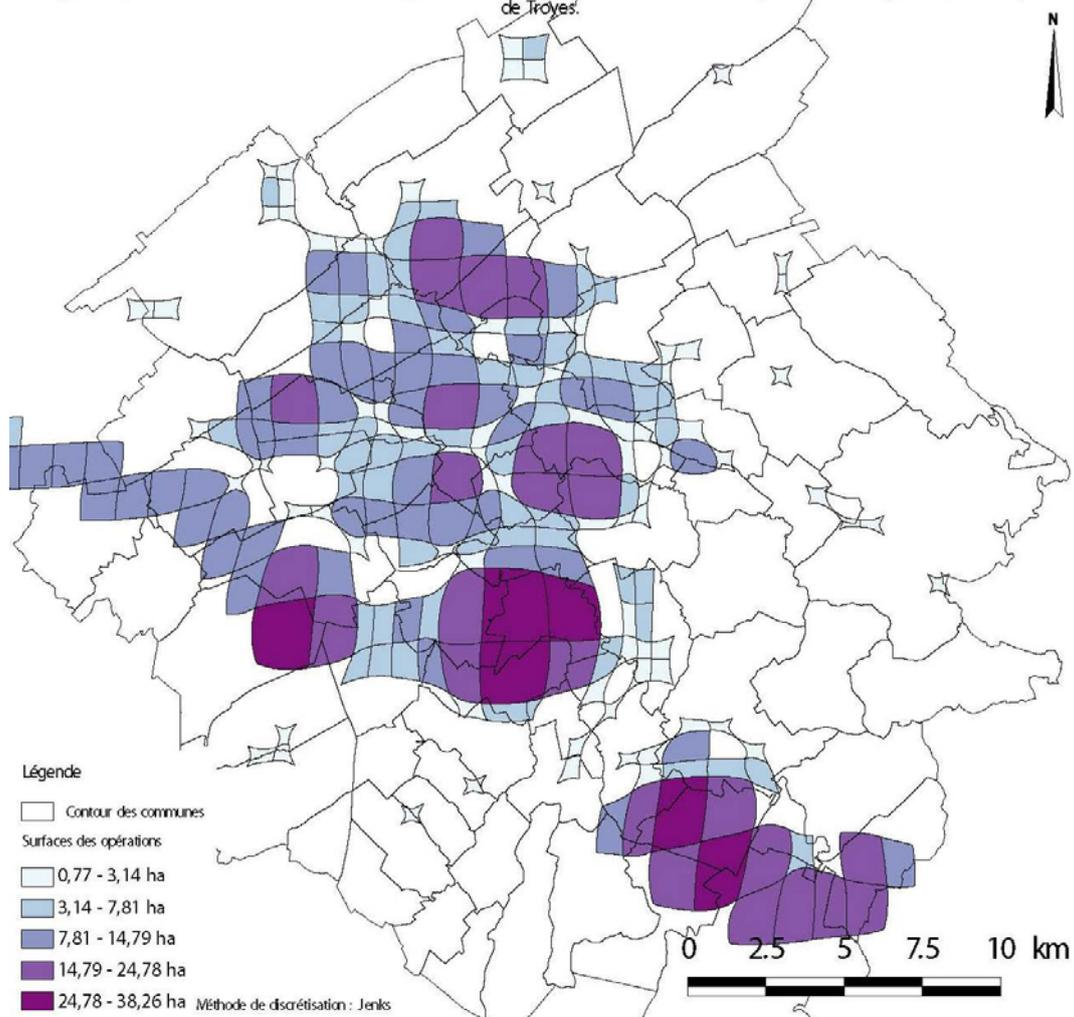 de Troyes.
N
Légende
Contour des communes
Surfaces des opérations
0,77 - 3,14 ha
3,14 - 7,81 ha
7,81 - 14,79 ha
14,79 - 24,78 ha
24,78 - 38,26 ha
Méthode de discrétisation : Jenks
0 2.5 5 7.5 10 km